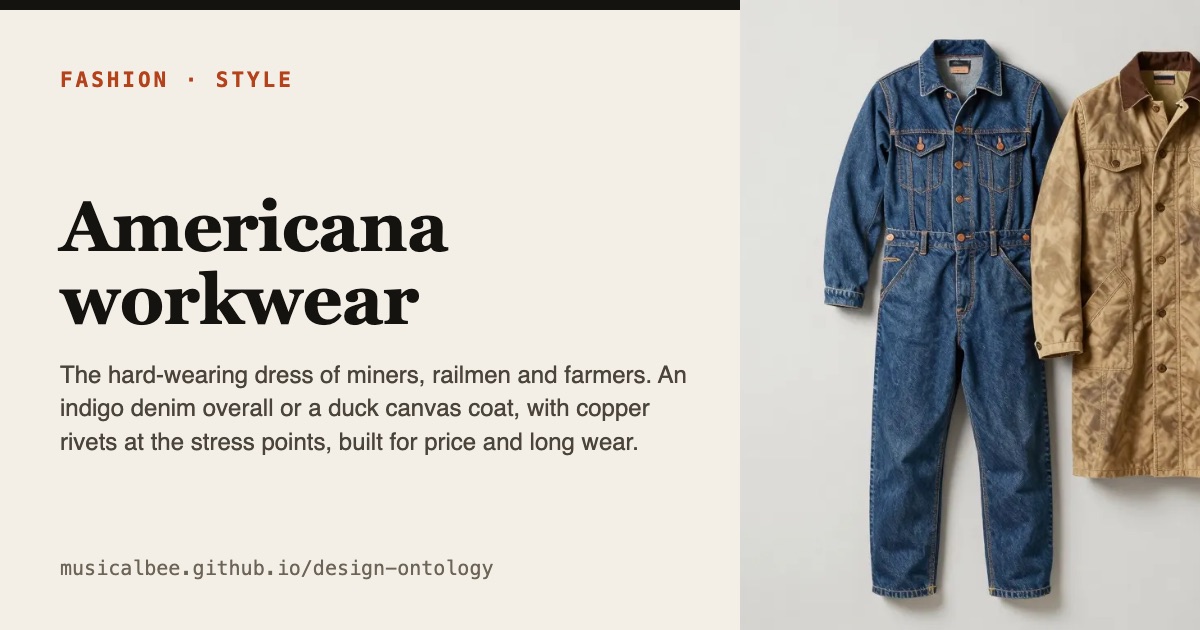 FASHION · STYLE
Americana
workwear
The hard-wearing dress of miners, railmen and farmers. An
indigo denim overall or a duck canvas coat, with copper
rivets at the stress points, built for price and long wear.
musicalbee.github.io/design-ontology